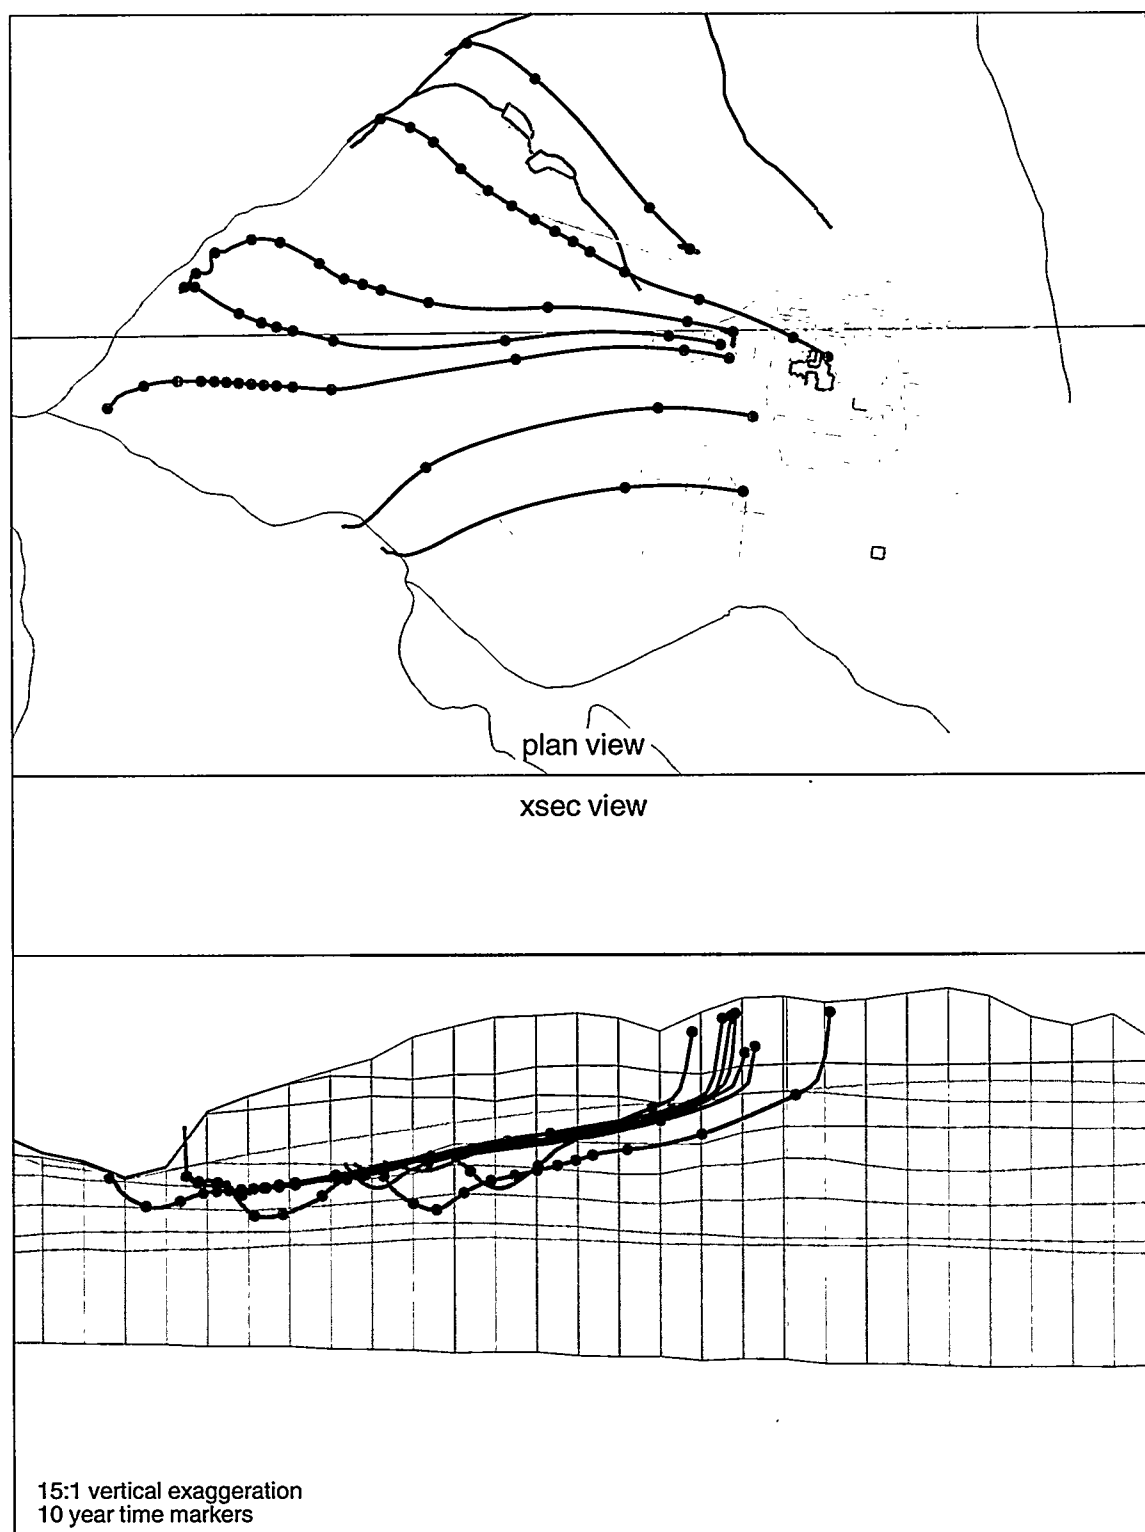 plan view
xsec view
15:1 vertical exaggeration
10 year time markers